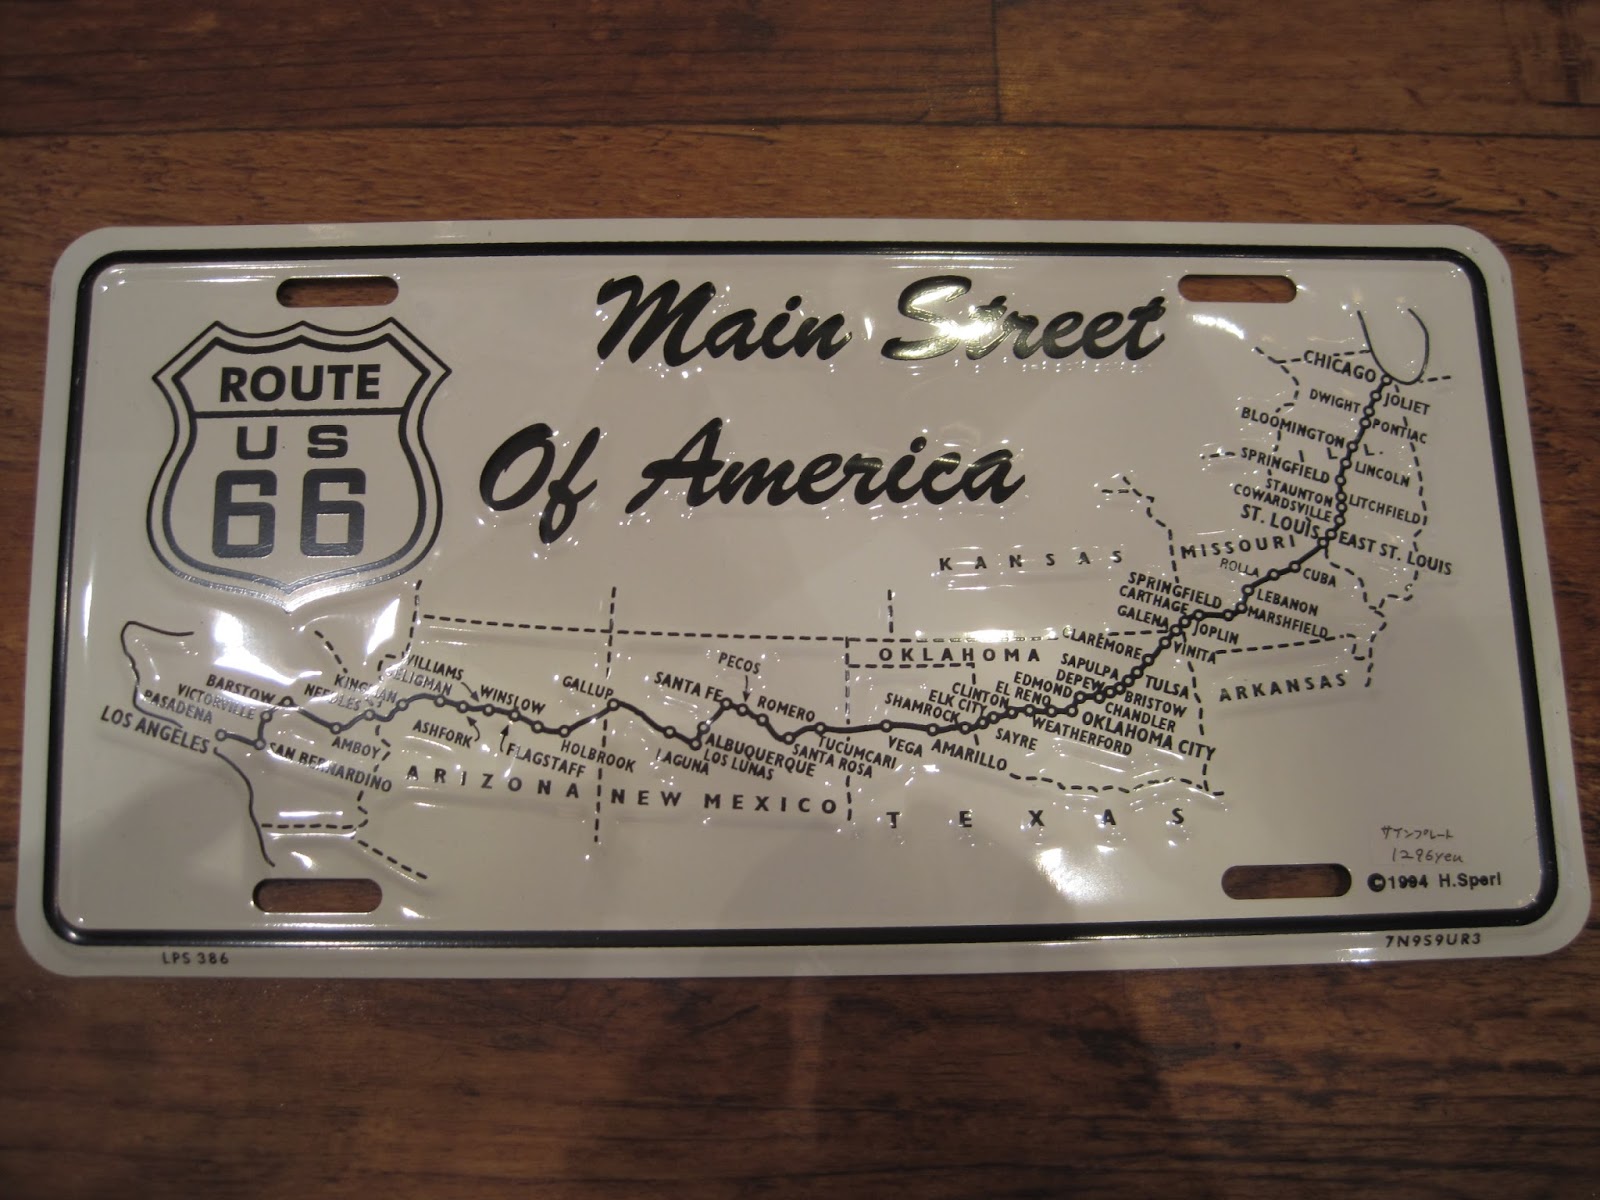 Main Street
Of America
ROUTE
U S
66
CHICAGO
JOLIET
DWIGHT
PONTIAC
BLOOMINGTON
I L L.
LINCOLN
SPRINGFIELD
STAUNTON
LITCHFIELD
COWARDSVILLE
ST. LOUIS
EAST ST. LOUIS
KANSAS
MISSOURI
ROLLA
CUBA
LEBANON
SPRINGFIELD
CARTHAGE
MARSHFIELD
GALENA
JOPLIN
VINITA
CLAREMORE
OKLAHOMA
ARKANSAS
SAPULPA
TULSA
DEPEW
BRISTOW
EDMOND
CHANDLER
EL RENO
OKLAHOMA CITY
CLINTON
WEATHERFORD
ELK CITY
SAYRE
SHAMROCK
AMARILLO
VEGA
TEXAS
PECOS
SANTA FE
ROMERO
TUCUMCARI
SANTA ROSA
ALBUQUERQUE
LOS LUNAS
LAGUNA
GALLUP
NEW MEXICO
WILLIAMS
SELIGMAN
WINSLOW
HOLBROOK
FLAGSTAFF
ASHFORK
ARIZONA
KINGMAN
NEEDLES
AMBOY
BARSTOW
VICTORVILLE
PASADENA
LOS ANGELES
SAN BERNARDINO
サインプレート
1296yen
©1994 H.Sperl
LPS 386
7N9S9UR3